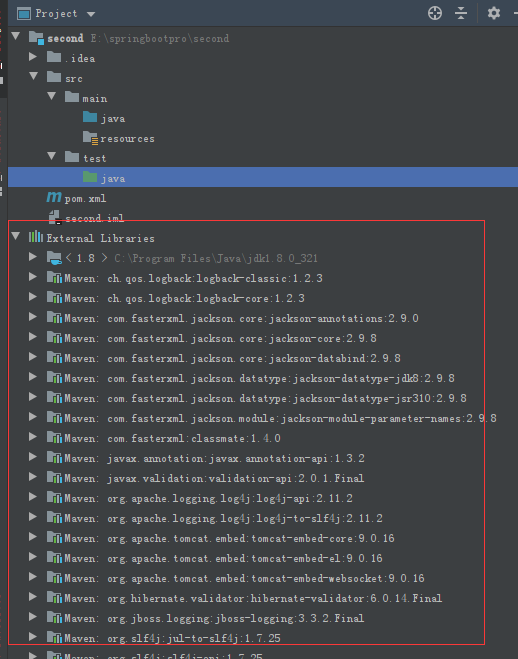 Project
second E:\springbootpro\second
.idea
src
main
java
resources
test
java
pom.xml
second.iml
External Libraries
< 1.8 > C:\Program Files\Java\jdk1.8.0_321
Maven: ch.qos.logback:logback-classic:1.2.3
Maven: ch.qos.logback:logback-core:1.2.3
Maven: com.fasterxml.jackson.core:jackson-annotations:2.9.0
Maven: com.fasterxml.jackson.core:jackson-core:2.9.8
Maven: com.fasterxml.jackson.core:jackson-databind:2.9.8
Maven: com.fasterxml.jackson.datatype:jackson-datatype-jdk8:2.9.8
Maven: com.fasterxml.jackson.datatype:jackson-datatype-jsr310:2.9.8
Maven: com.fasterxml.jackson.module:jackson-module-parameter-names:2.9.8
Maven: com.fasterxml:classmate:1.4.0
Maven: javax.annotation:javax.annotation-api:1.3.2
Maven: javax.validation:validation-api:2.0.1.Final
Maven: org.apache.logging.log4j:log4j-api:2.11.2
Maven: org.apache.logging.log4j:log4j-to-slf4j:2.11.2
Maven: org.apache.tomcat.embed:tomcat-embed-core:9.0.16
Maven: org.apache.tomcat.embed:tomcat-embed-el:9.0.16
Maven: org.apache.tomcat.embed:tomcat-embed-websocket:9.0.16
Maven: org.hibernate.validator:hibernate-validator:6.0.14.Final
Maven: org.jboss.logging:jboss-logging:3.3.2.Final
Maven: org.slf4j:jul-to-slf4j:1.7.25
Maven: org.slf4j:slf4j-api:1.7.25